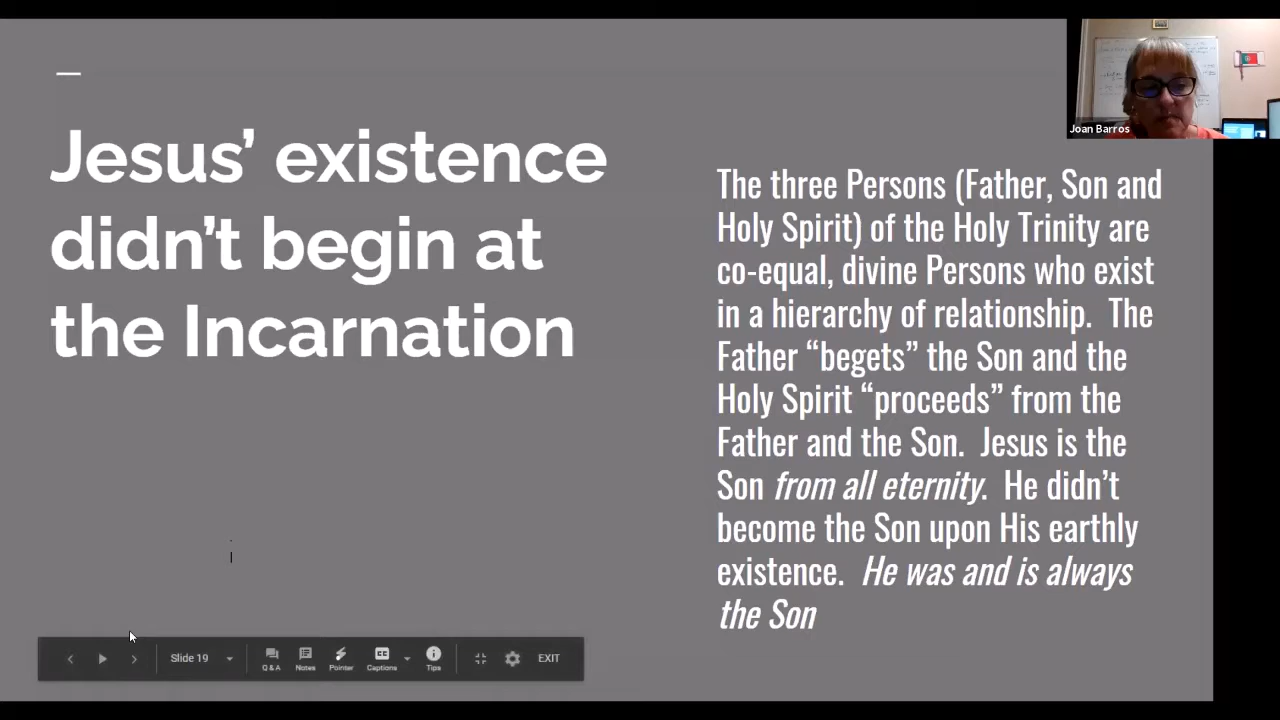 Jesus’ existence
didn’t begin at
the Incarnation
The three Persons (Father, Son and
Holy Spirit) of the Holy Trinity are
co-equal, divine Persons who exist
in a hierarchy of relationship.  The
Father “begets” the Son and the
Holy Spirit “proceeds” from the
Father and the Son.  Jesus is the
Son from all eternity.  He didn’t
become the Son upon His earthly
existence.  He was and is always
the Son
Joan Barros
Slide 19
Q & A
Notes
Pointer
CC
Captions
Tips
EXIT